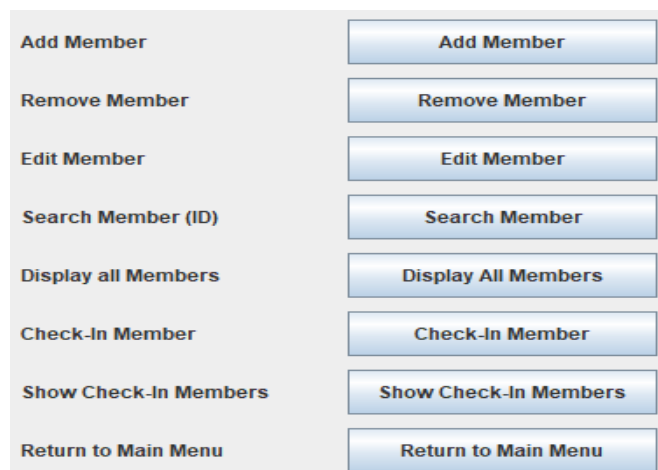 Add Member Add Member
Remove Member Remove Member
Edit Member Edit Member
Search Member (ID) Search Member
Display all Members Display All Members
Check-In Member Check-In Member
Show Check-In Members Show Check-In Members
Return to Main Menu Return to Main Menu